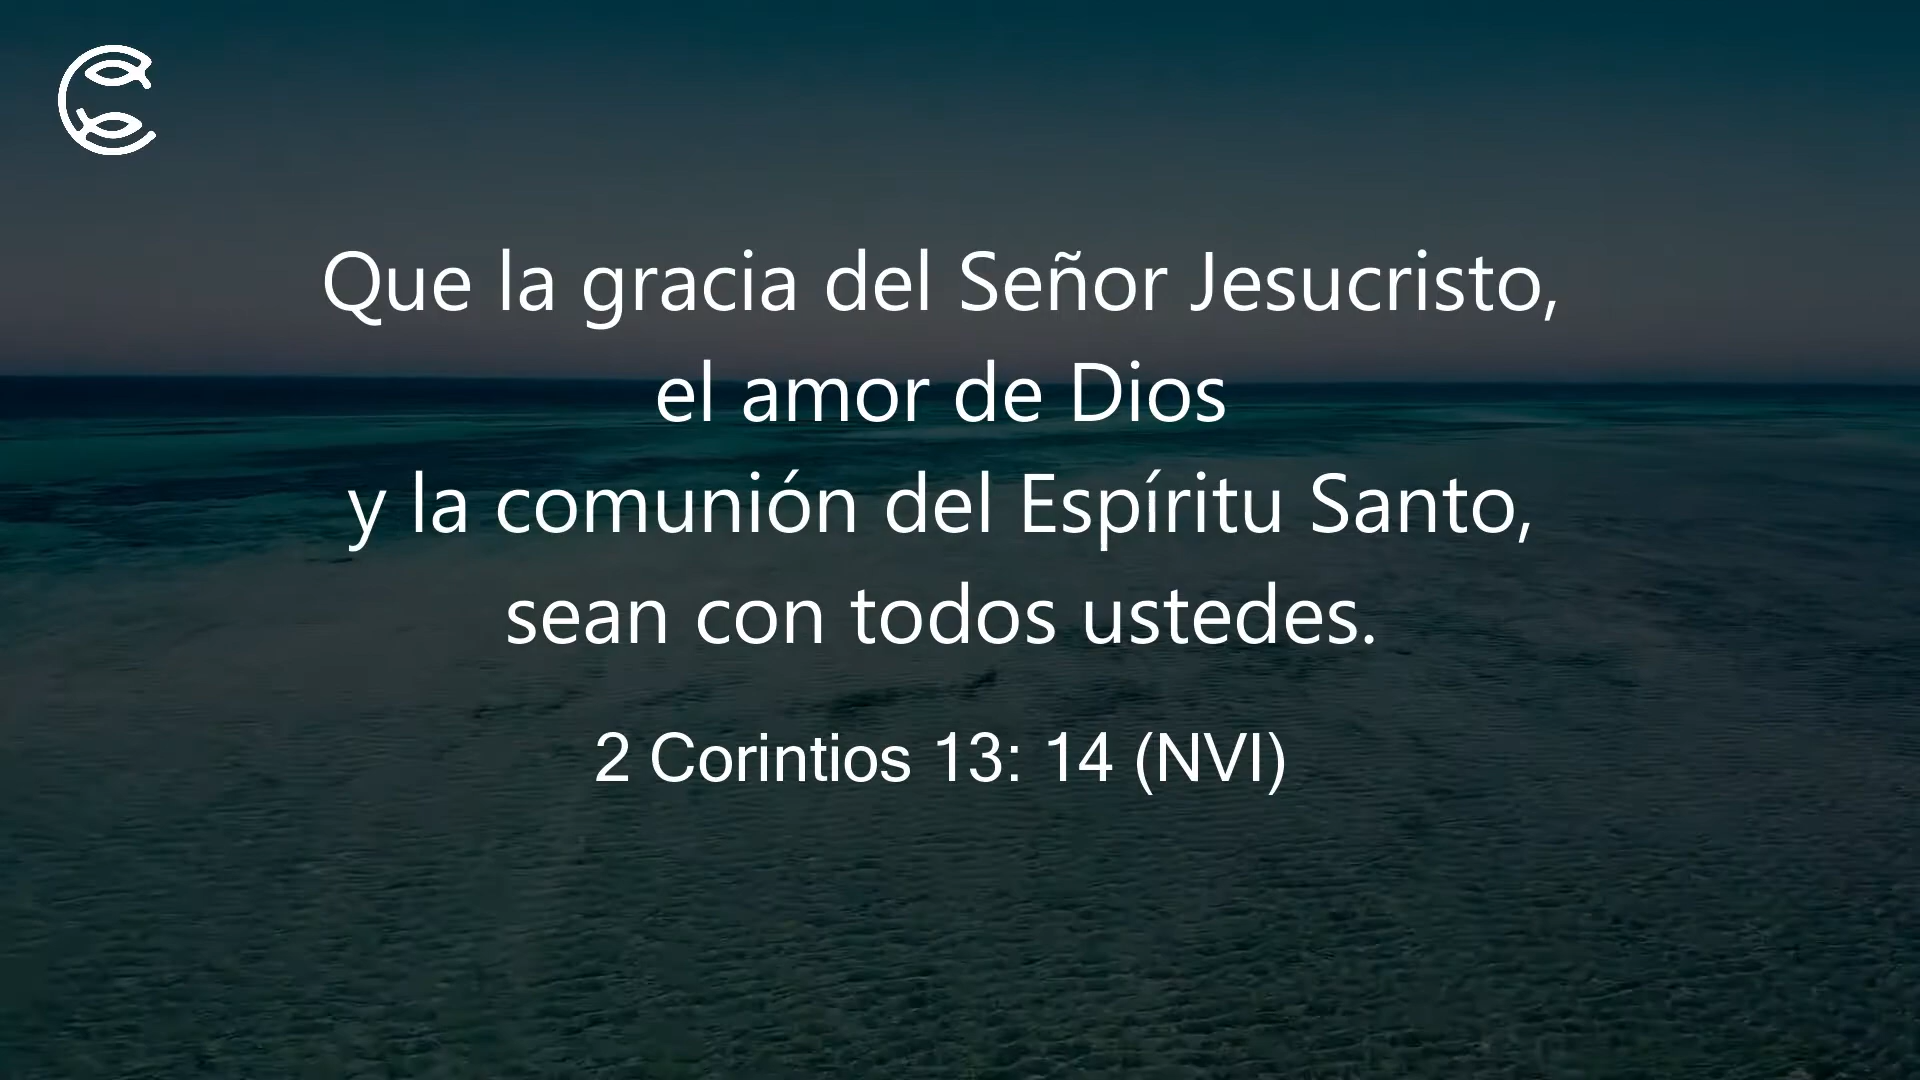 Que la gracia del Señor Jesucristo,
el amor de Dios
y la comunión del Espíritu Santo,
sean con todos ustedes.
2 Corintios 13: 14 (NVI)